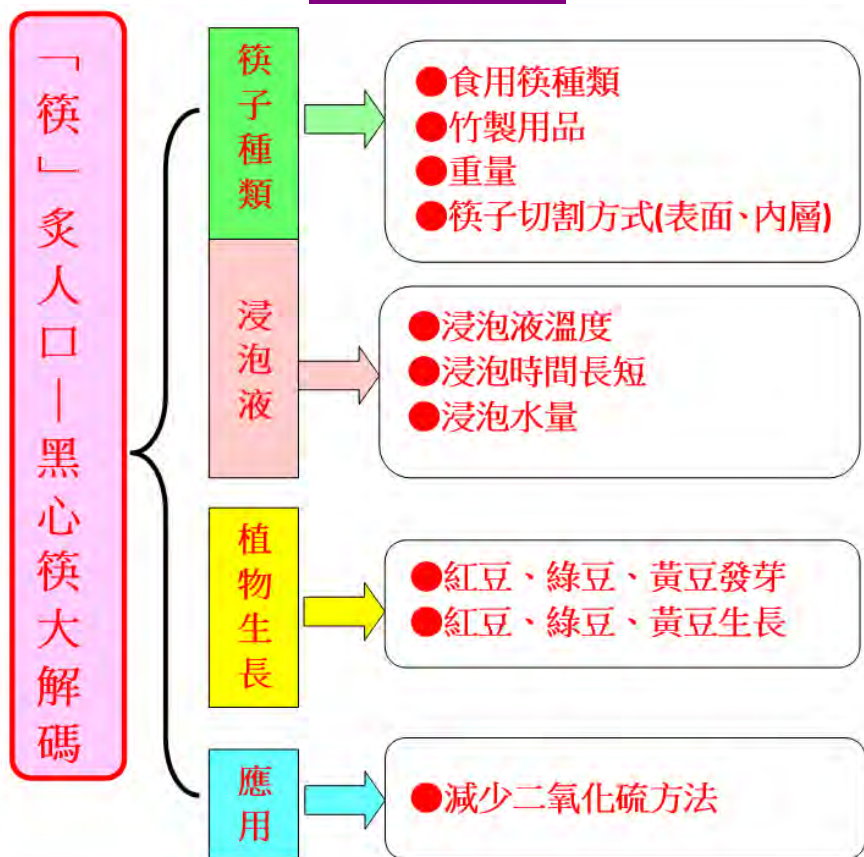 「筷」炙人口－黑心筷大解碼
筷子種類
●食用筷種類
●竹製用品
●重量
●筷子切割方式(表面、內層)
浸泡液
●浸泡液溫度
●浸泡時間長短
●浸泡水量
植物生長
●紅豆、綠豆、黃豆發芽
●紅豆、綠豆、黃豆生長
應用
●減少二氧化硫方法